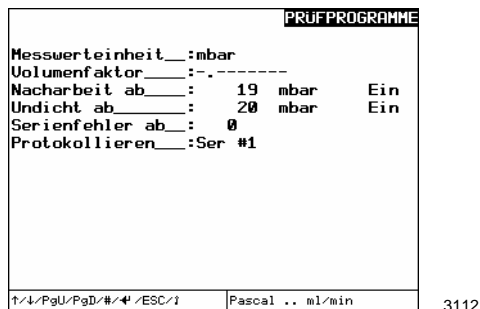 PRÜFPROGRAMME
Messwerteinheit__:mbar
Volumenfaktor____:-.-------
Nacharbeit ab____: 19 mbar Ein
Undicht ab_______: 20 mbar Ein
Serienfehler ab__: 0
Protokollieren___:Ser #1
↑/↓/PgU/PgD/#/↵ /ESC/⁝ Pascal .. ml/min
3112